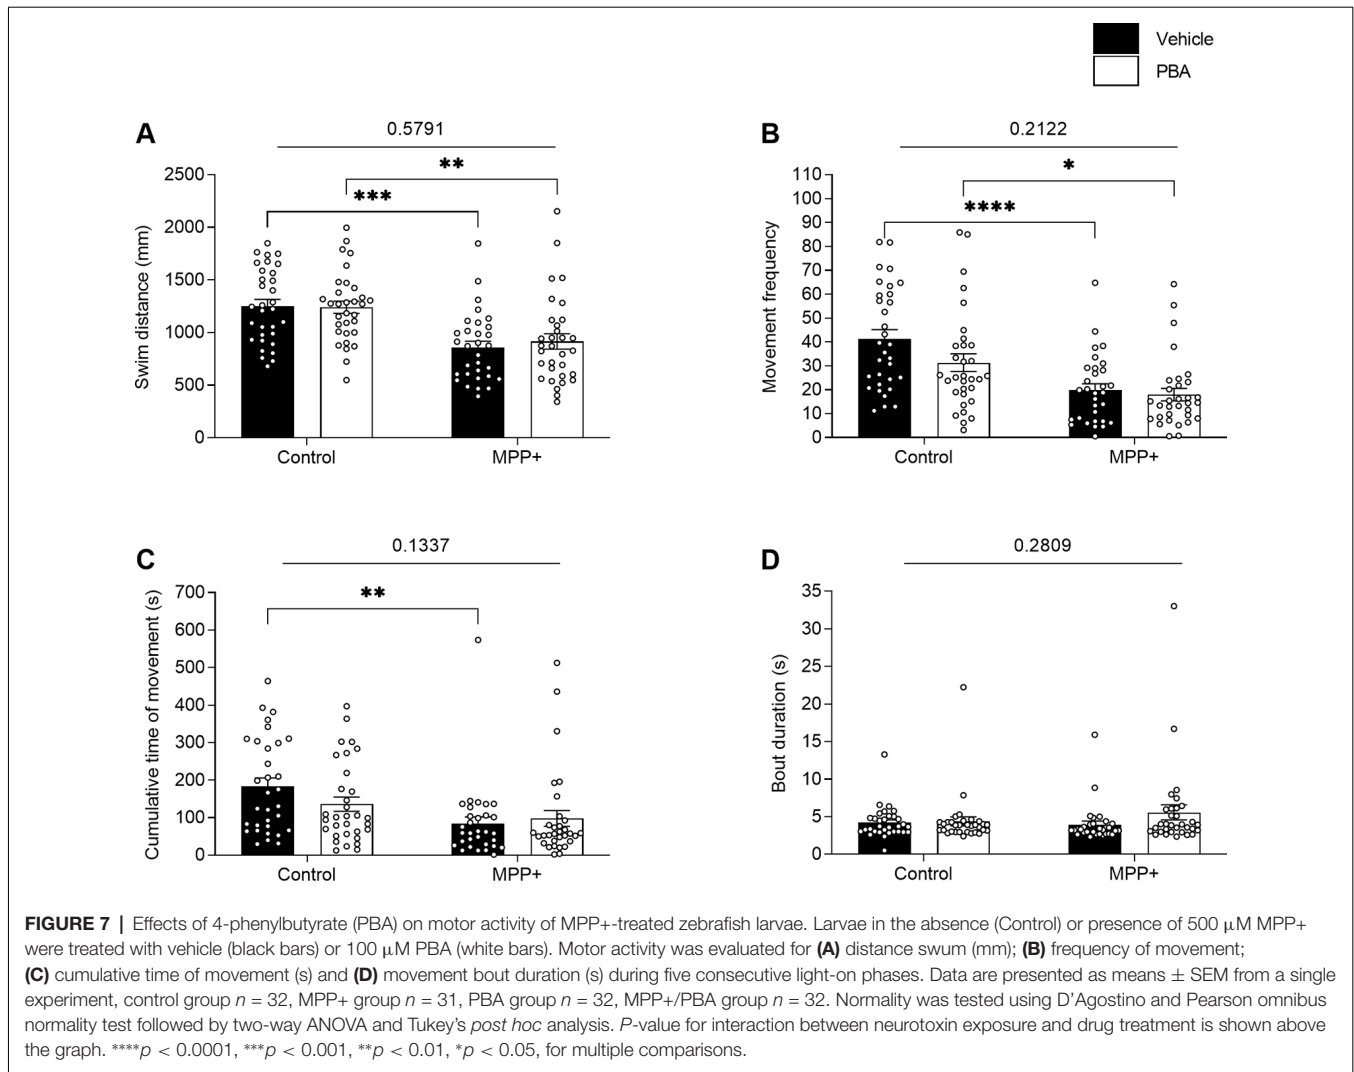 Vehicle
PBA
A
0.5791
**
***
2500
2000
1500
1000
500
0
Swim distance (mm)
Control
MPP+
B
0.2122
*
****
110
100
90
80
70
60
50
40
30
20
10
0
Movement frequency
Control
MPP+
C
0.1337
**
700
600
500
400
300
200
100
0
Cumulative time of movement (s)
Control
MPP+
D
0.2809
35
30
25
20
15
10
5
0
Bout duration (s)
Control
MPP+
FIGURE 7 | Effects of 4-phenylbutyrate (PBA) on motor activity of MPP+-treated zebrafish larvae. Larvae in the absence (Control) or presence of 500 μM MPP+
were treated with vehicle (black bars) or 100 μM PBA (white bars). Motor activity was evaluated for (A) distance swum (mm); (B) frequency of movement;
(C) cumulative time of movement (s) and (D) movement bout duration (s) during five consecutive light-on phases. Data are presented as means ± SEM from a single
experiment, control group n = 32, MPP+ group n = 31, PBA group n = 32, MPP+/PBA group n = 32. Normality was tested using D’Agostino and Pearson omnibus
normality test followed by two-way ANOVA and Tukey’s post hoc analysis. P-value for interaction between neurotoxin exposure and drug treatment is shown above
the graph. ****p < 0.0001, ***p < 0.001, **p < 0.01, *p < 0.05, for multiple comparisons.